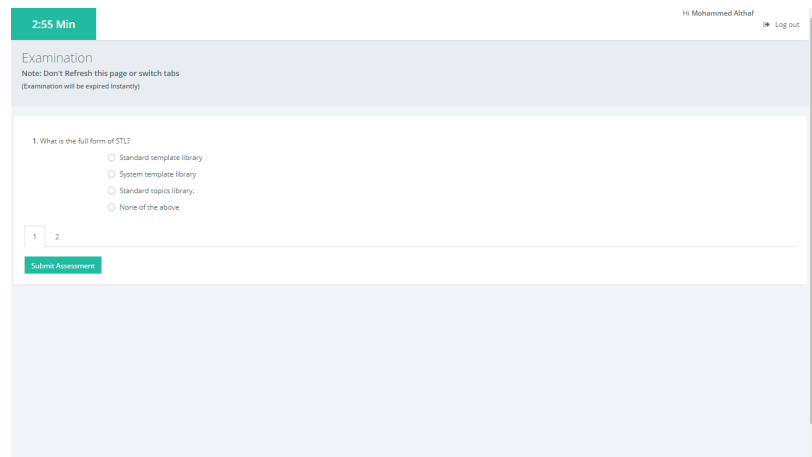 2:55 Min
Hi Mohammed Althaf
Log out
Examination
Note: Don't Refresh this page or switch tabs
(Examination will be expired Instantly)
1. What is the full form of STL?
Standard template library
System template library
Standard topics library.
None of the above
1 2
Submit Assessment